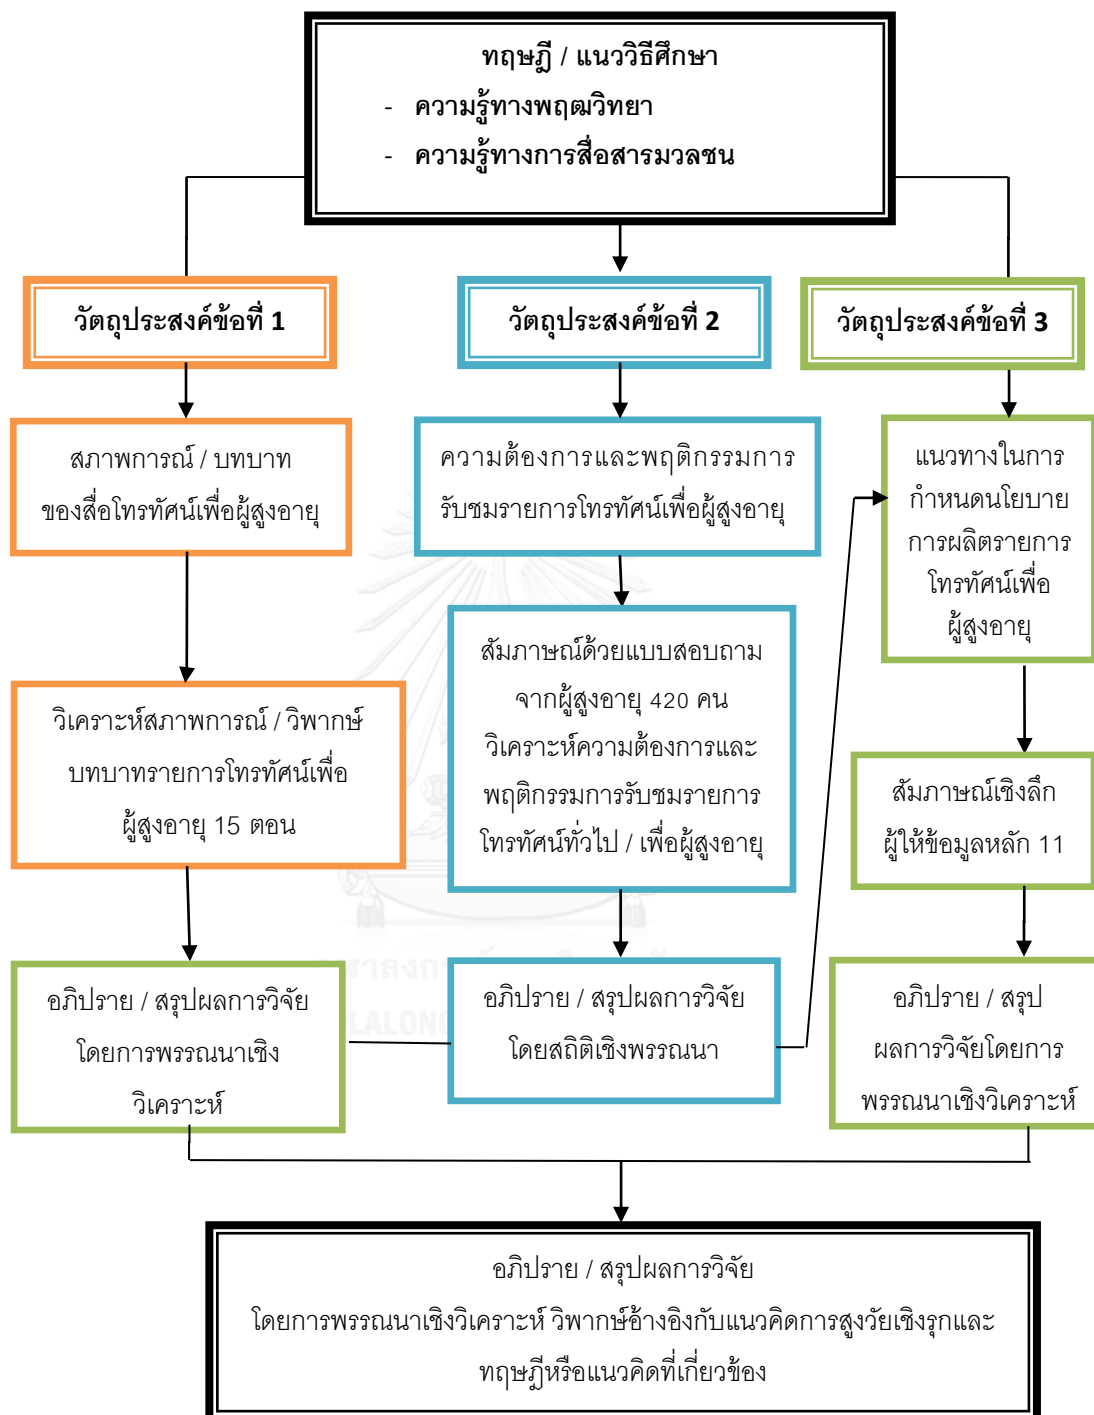 ทฤษฎี / แนววิธีศึกษา
- ความรู้ทางพฤฒวิทยา
- ความรู้ทางการสื่อสารมวลชน
วัตถุประสงค์ข้อที่ 1
วัตถุประสงค์ข้อที่ 2
วัตถุประสงค์ข้อที่ 3
สภาพการณ์ / บทบาท
ของสื่อโทรทัศน์เพื่อผู้สูงอายุ
ความต้องการและพฤติกรรมการ
รับชมรายการโทรทัศน์เพื่อผู้สูงอายุ
แนวทางในการ
กำหนดนโยบาย
การผลิตรายการ
โทรทัศน์เพื่อ
ผู้สูงอายุ
วิเคราะห์สภาพการณ์ / วิพากษ์
บทบาทรายการโทรทัศน์เพื่อ
ผู้สูงอายุ 15 ตอน
สัมภาษณ์ด้วยแบบสอบถาม
จากผู้สูงอายุ 420 คน
วิเคราะห์ความต้องการและ
พฤติกรรมการรับชมรายการ
โทรทัศน์ทั่วไป / เพื่อผู้สูงอายุ
สัมภาษณ์เชิงลึก
ผู้ให้ข้อมูลหลัก 11
อภิปราย / สรุปผลการวิจัย
โดยการพรรณนาเชิง
วิเคราะห์
อภิปราย / สรุปผลการวิจัย
โดยสถิติเชิงพรรณนา
อภิปราย / สรุป
ผลการวิจัยโดยการ
พรรณนาเชิงวิเคราะห์
อภิปราย / สรุปผลการวิจัย
โดยการพรรณนาเชิงวิเคราะห์ วิพากษ์อ้างอิงกับแนวคิดการสูงวัยเชิงรุกและ
ทฤษฎีหรือแนวคิดที่เกี่ยวข้อง